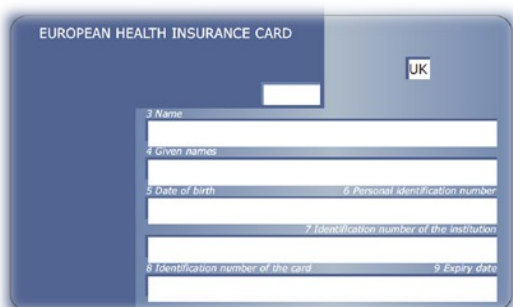 EUROPEAN HEALTH INSURANCE CARD
UK
3 Name
4 Given names
5 Date of birth 6 Personal identification number
7 Identification number of the institution
8 Identification number of the card 9 Expiry date